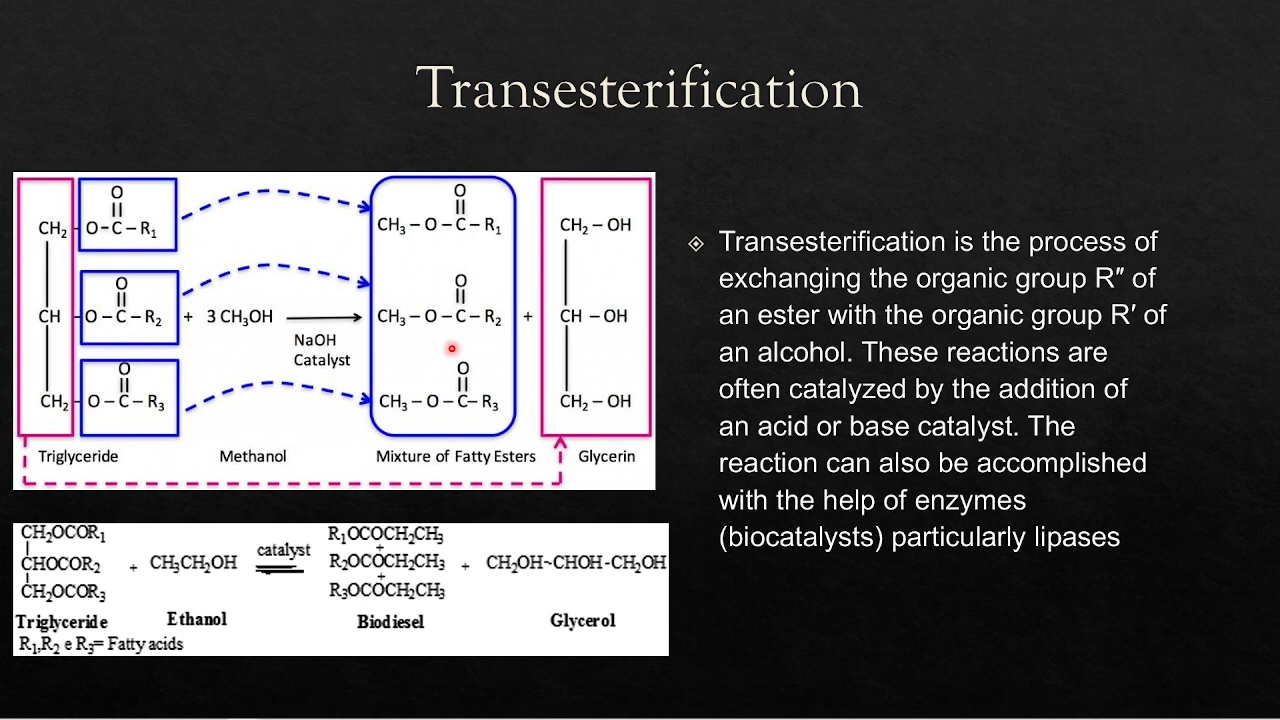 Transesterification
O O
CH2 O-C-R1 CH3-O-C-R1 CH2-OH
O O
CH -O-C-R2 + 3 CH3OH CH3-O-C-R2 + CH-OH
NaOH
Catalyst
O O
CH2 O-C-R3 CH3-O-C-R3 CH2-OH
Triglyceride Methanol Mixture of Fatty Esters Glycerin
CH2OCOR1 R1OCOCH2CH3
CHOCOR2 + CH3CH2OH catalyst R2OCOCH2CH3 + CH2OH~CHOH-CH2OH
CH2OCOR3 R3OCOCH2CH3
Triglyceride Ethanol Biodiesel Glycerol
R1,R2 e R3= Fatty acids
Transesterification is the process of
exchanging the organic group R″ of
an ester with the organic group R′ of
an alcohol. These reactions are
often catalyzed by the addition of
an acid or base catalyst. The
reaction can also be accomplished
with the help of enzymes
(biocatalysts) particularly lipases